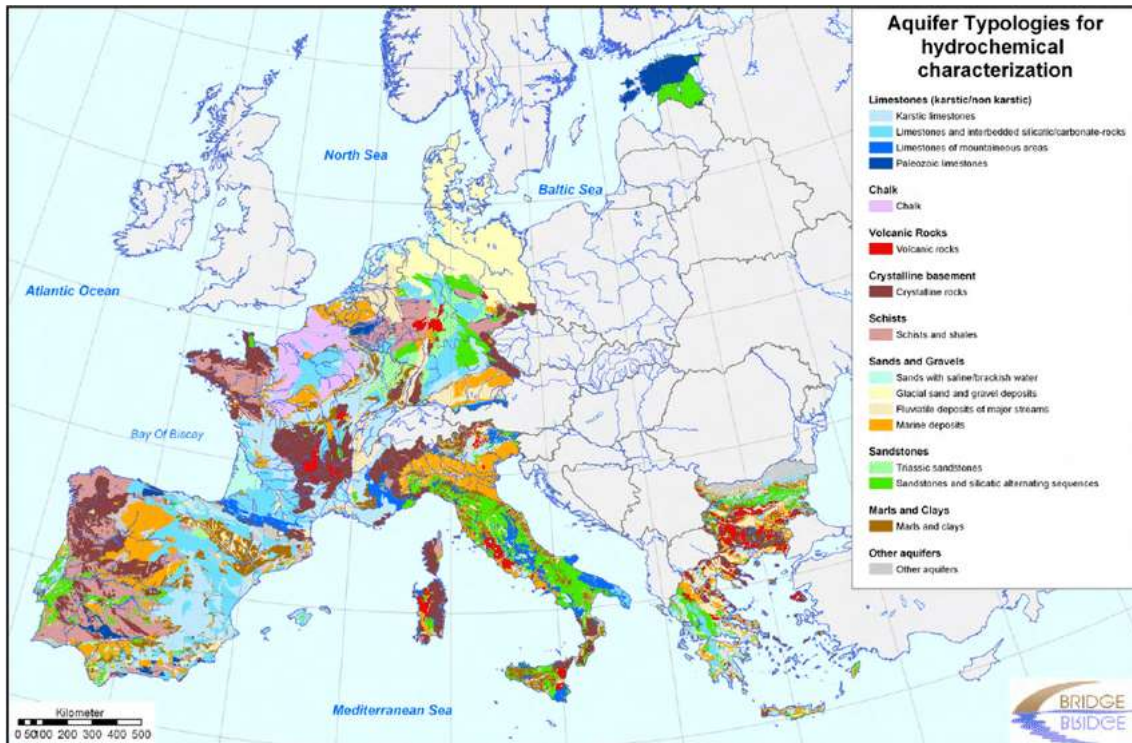 Aquifer Typologies for
hydrochemical
characterization
Limestones (karstic/non karstic)
Karstic limestones
Limestones and interbedded silicatic/carbonate-rocks
Limestones of mountaineous areas
Paleozoic limestones
Chalk
Chalk
Volcanic Rocks
Volcanic rocks
Crystalline basement
Crystalline rocks
Schists
Schists and shales
Sands and Gravels
Sands with saline/brackish water
Glacial sand and gravel deposits
Fluviatile deposits of major streams
Marine deposits
Sandstones
Triassic sandstones
Sandstones and silicatic alternating sequences
Marls and Clays
Marls and clays
Other aquifers
Other aquifers
North Sea
Baltic Sea
Atlantic Ocean
Bay Of Biscay
Mediterranean Sea
Kilometer
0 50100 200 300 400 500
BRIDGE
BRIDGE